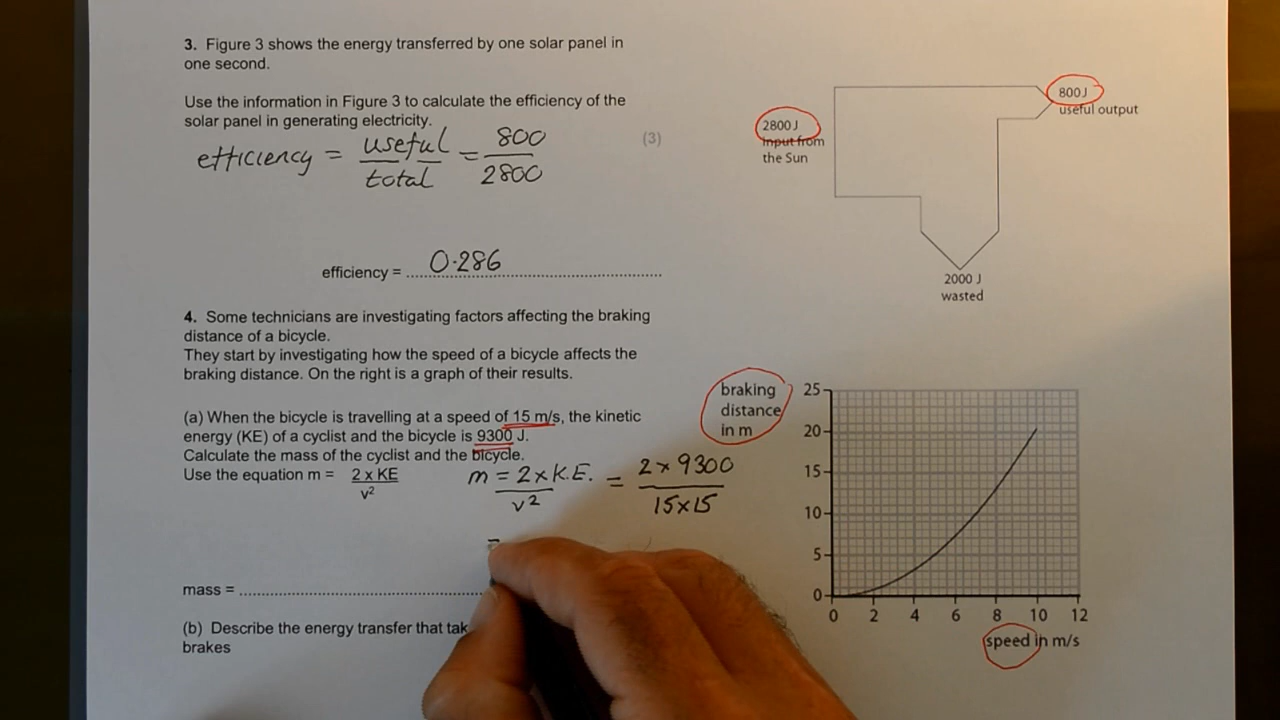 3. Figure 3 shows the energy transferred by one solar panel in
one second.
Use the information in Figure 3 to calculate the efficiency of the
solar panel in generating electricity.
(3)
efficiency = useful / total = 800 / 2800
efficiency = 0.286
2800 J
input from
the Sun
800 J
useful output
2000 J
wasted
4. Some technicians are investigating factors affecting the braking
distance of a bicycle.
They start by investigating how the speed of a bicycle affects the
braking distance. On the right is a graph of their results.
(a) When the bicycle is travelling at a speed of 15 m/s, the kinetic
energy (KE) of a cyclist and the bicycle is 9300 J.
Calculate the mass of the cyclist and the bicycle.
Use the equation m = 2 x KE / v²
m = 2 x K.E. / v² = 2 x 9300 / 15 x 15
mass =
(b) Describe the energy transfer that
brakes
braking
distance
in m
25
20
15
10
5
0
0 2 4 6 8 10 12
speed in m/s